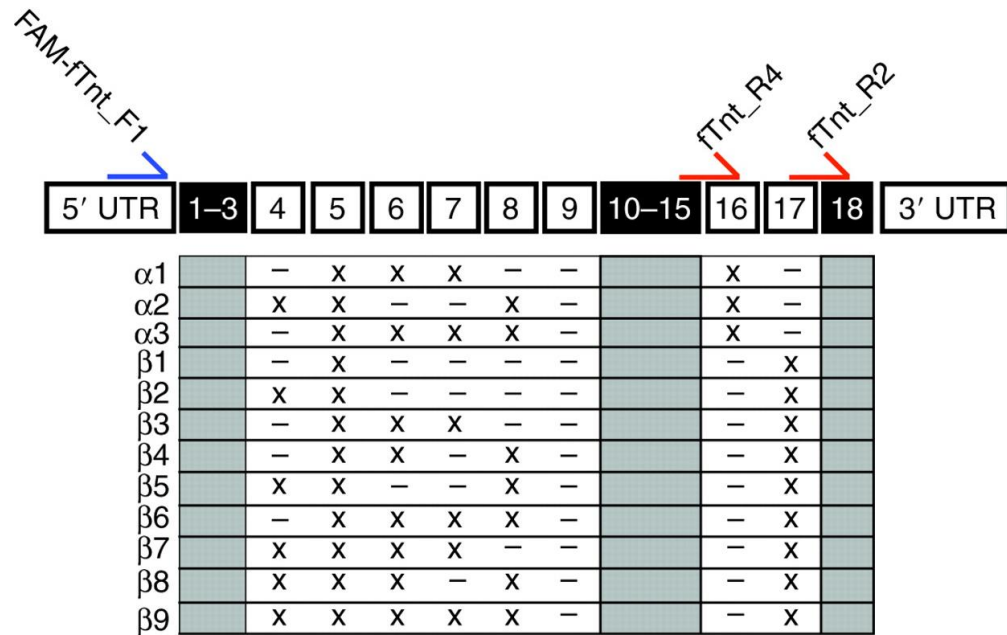 FAM-fTnt_F1
fTnt_R4
fTnt_R2
5′ UTR 1–3 4 5 6 7 8 9 10–15 16 17 18 3′ UTR
α1 – x x x – – x –
α2 x x – – x – x –
α3 – x x x x – x –
β1 – x – – – – – x
β2 x x – – – – – x
β3 – x x x – – – x
β4 – x x – x – – x
β5 x x – – x – – x
β6 – x x x x – – x
β7 x x x x – – – x
β8 x x x – x – – x
β9 x x x x x – – x